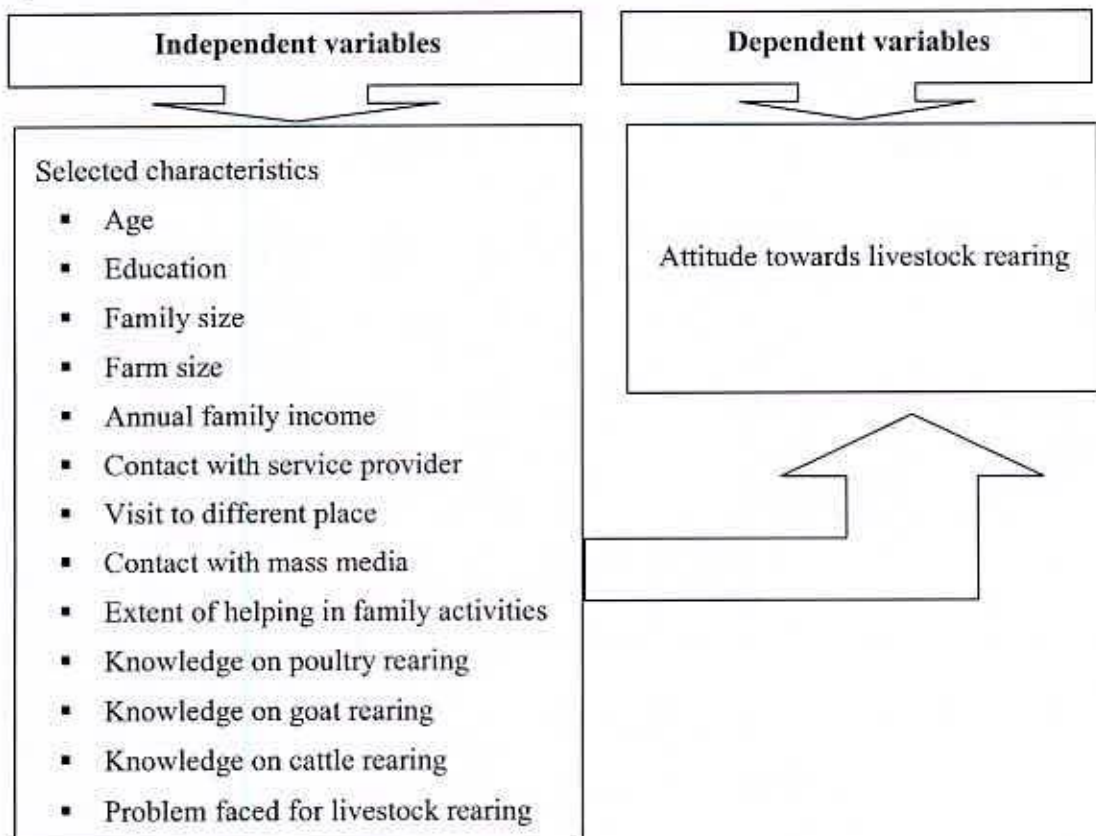 Independent variables
Dependent variables
Selected characteristics
▪ Age
▪ Education
▪ Family size
▪ Farm size
▪ Annual family income
▪ Contact with service provider
▪ Visit to different place
▪ Contact with mass media
▪ Extent of helping in family activities
▪ Knowledge on poultry rearing
▪ Knowledge on goat rearing
▪ Knowledge on cattle rearing
▪ Problem faced for livestock rearing
Attitude towards livestock rearing